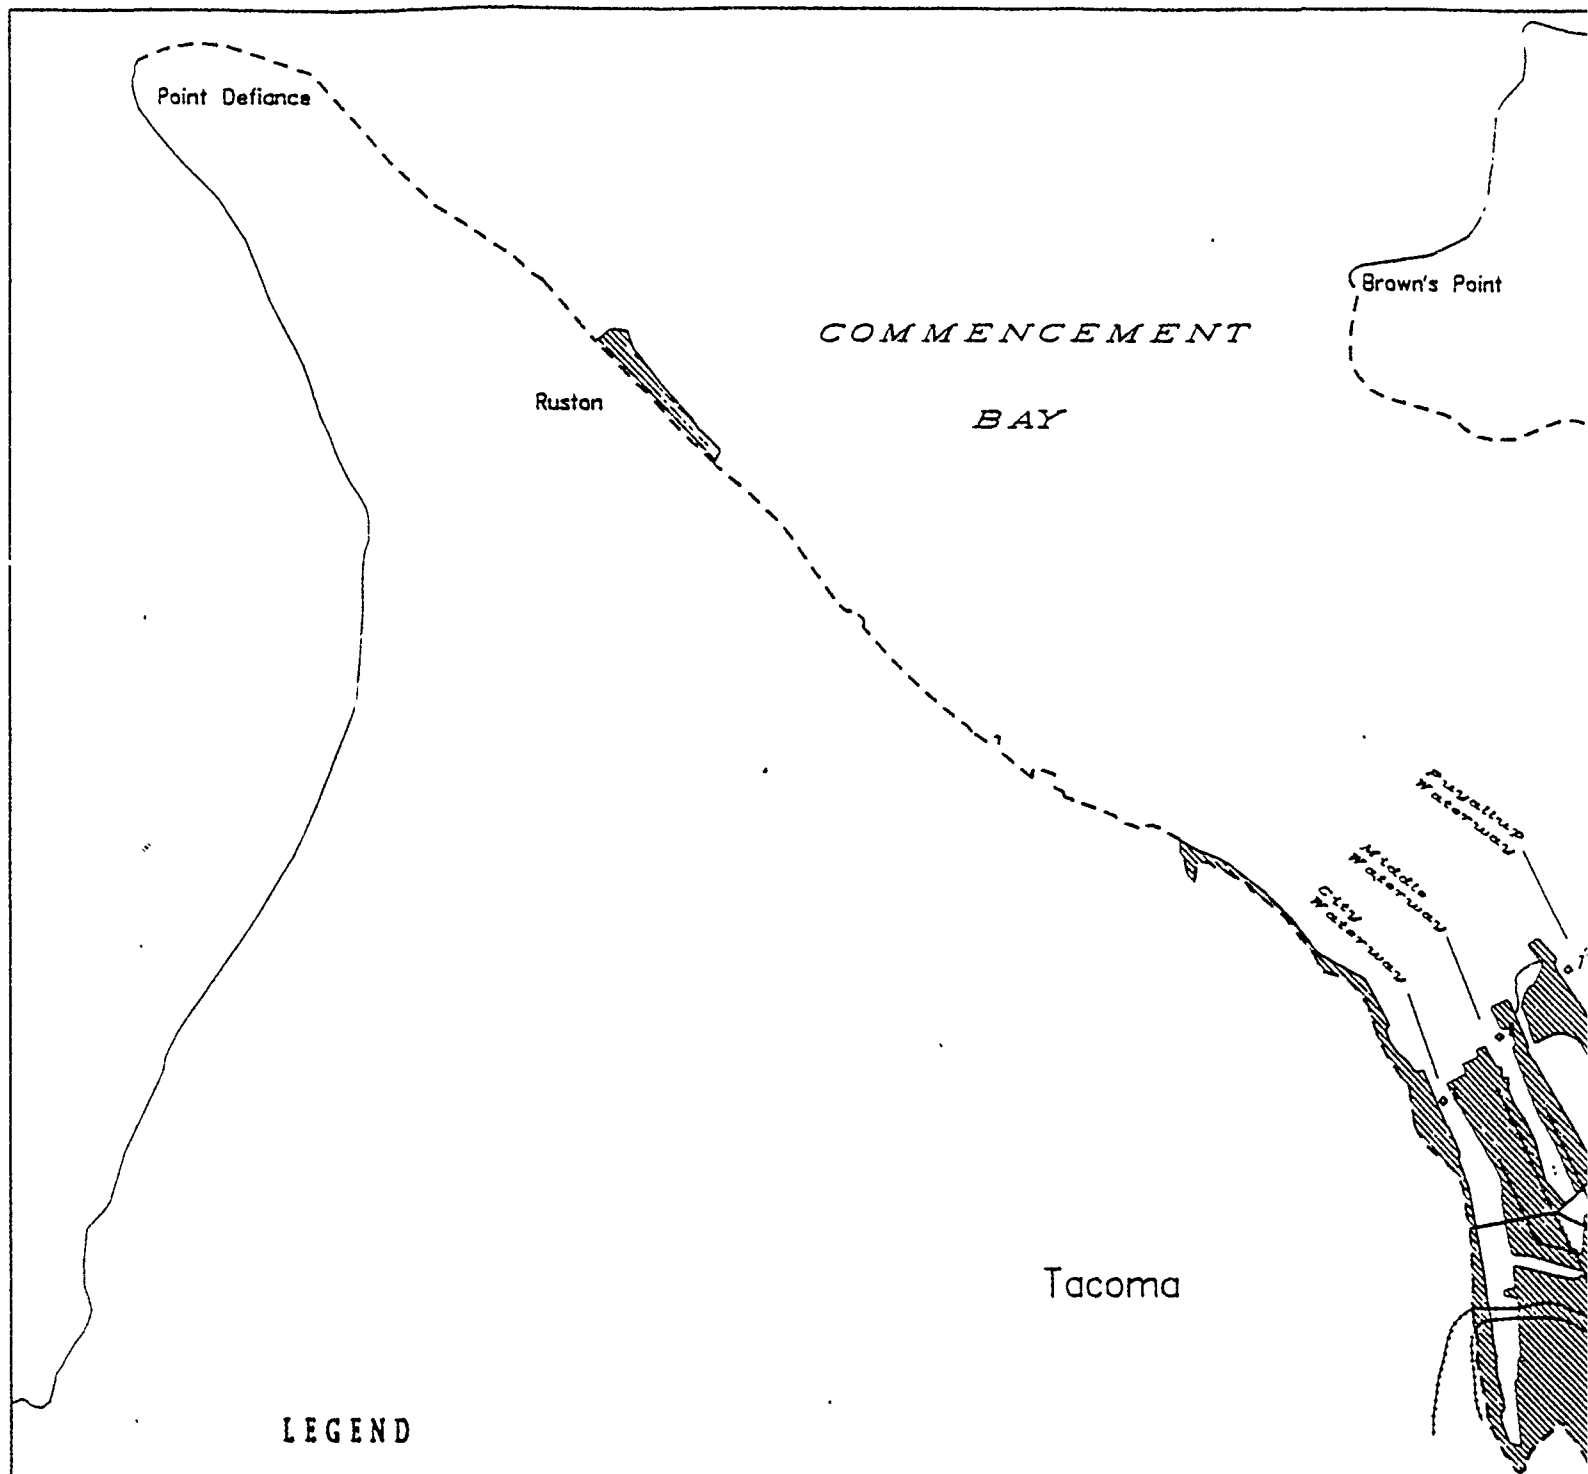 Point Defiance
Brown's Point
COMMENCEMENT
BAY
Ruston
Puyallup
Waterway
Middle
Waterway
City
Waterway
Tacoma
LEGEND